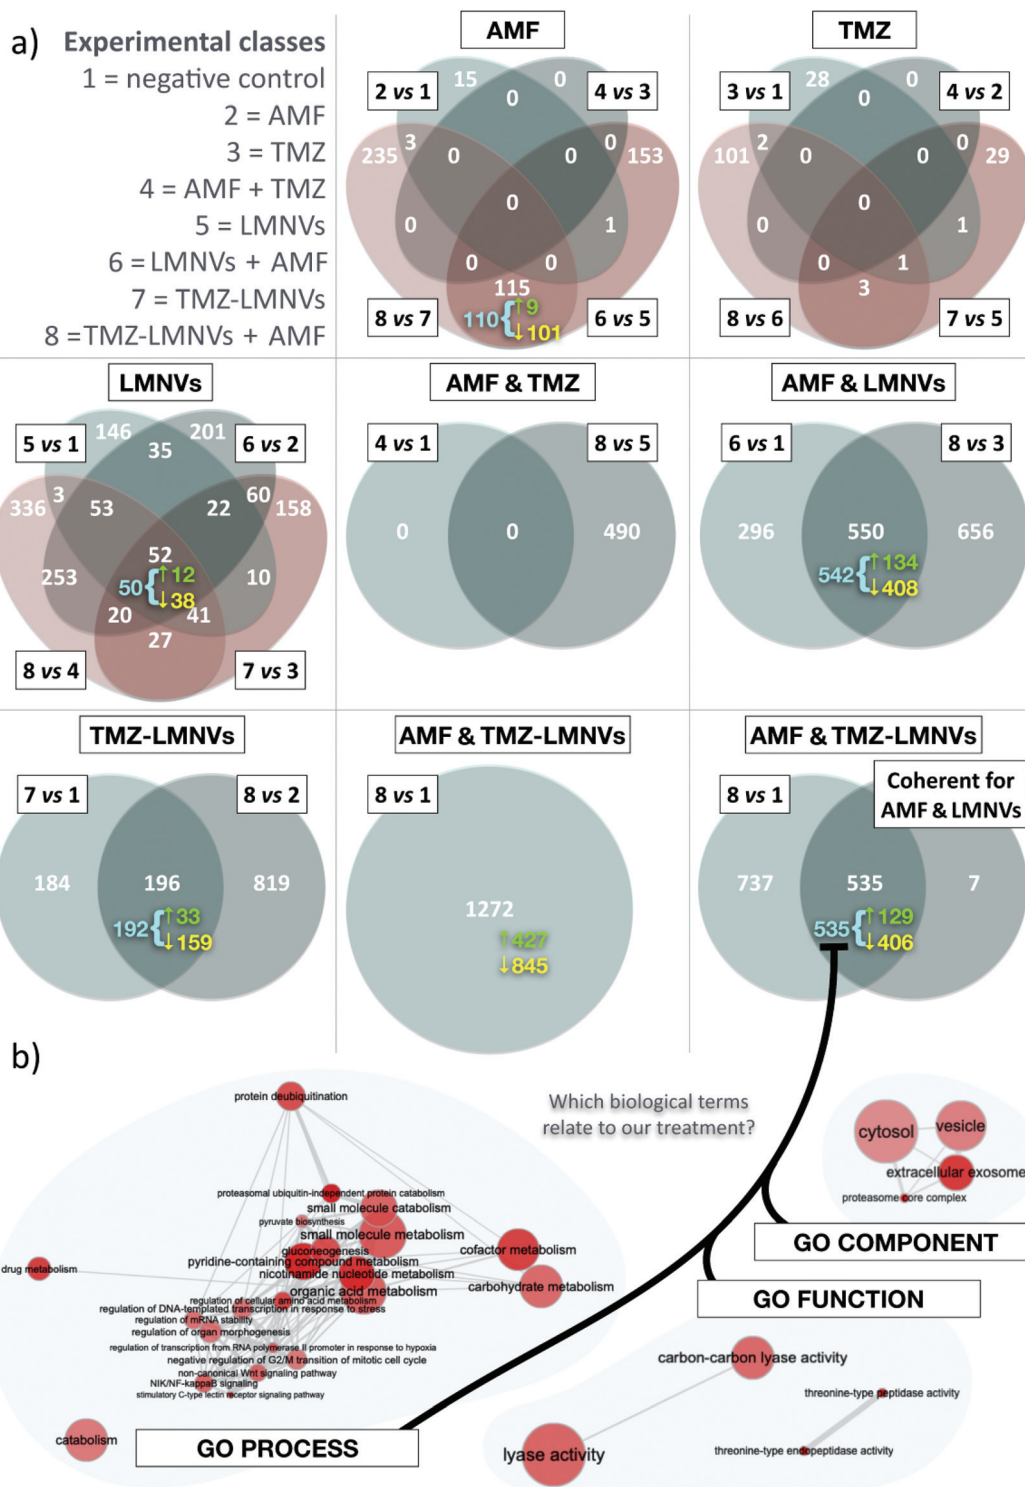 a) Experimental classes
1 = negative control
2 = AMF
3 = TMZ
4 = AMF + TMZ
5 = LMNVs
6 = LMNVs + AMF
7 = TMZ-LMNVs
8 = TMZ-LMNVs + AMF
AMF
2 vs 1
15
0
4 vs 3
0
235
3
0
0
0
153
0
0
1
0
0
115
110 { ↑9
↓101
8 vs 7
6 vs 5
TMZ
3 vs 1
28
0
4 vs 2
0
101
2
0
0
0
29
0
0
1
0
1
3
8 vs 6
7 vs 5
LMNVs
5 vs 1
146
201
6 vs 2
35
336
3
53
22
60
158
52
253
10
50 { ↑12
↓38
20
41
27
8 vs 4
7 vs 3
AMF & TMZ
4 vs 1
8 vs 5
0
0
490
AMF & LMNVs
6 vs 1
8 vs 3
296
550
656
542 { ↑134
↓408
TMZ-LMNVs
7 vs 1
8 vs 2
184
196
819
192 { ↑33
↓159
AMF & TMZ-LMNVs
8 vs 1
1272
↑427
↓845
AMF & TMZ-LMNVs
8 vs 1
Coherent for
AMF & LMNVs
737
535
7
535 { ↑129
↓406
b)
Which biological terms
relate to our treatment?
protein deubiquitination
proteasomal ubiquitin-independent protein catabolism
small molecule catabolism
pyruvate biosynthesis
small molecule metabolism
gluconeogenesis
pyridine-containing compound metabolism
nicotinamide nucleotide metabolism
organic acid metabolism
cofactor metabolism
carbohydrate metabolism
drug metabolism
regulation of cellular amino acid metabolism
regulation of DNA-templated transcription in response to stress
regulation of mRNA stability
regulation of organ morphogenesis
regulation of transcription from RNA polymerase II promoter in response to hypoxia
negative regulation of G2/M transition of mitotic cell cycle
non-canonical Wnt signaling pathway
NIK/NF-kappaB signaling
stimulatory C-type lectin receptor signaling pathway
catabolism
GO PROCESS
cytosol
vesicle
extracellular exosome
proteasome core complex
GO COMPONENT
GO FUNCTION
carbon-carbon lyase activity
threonine-type peptidase activity
lyase activity
threonine-type endopeptidase activity